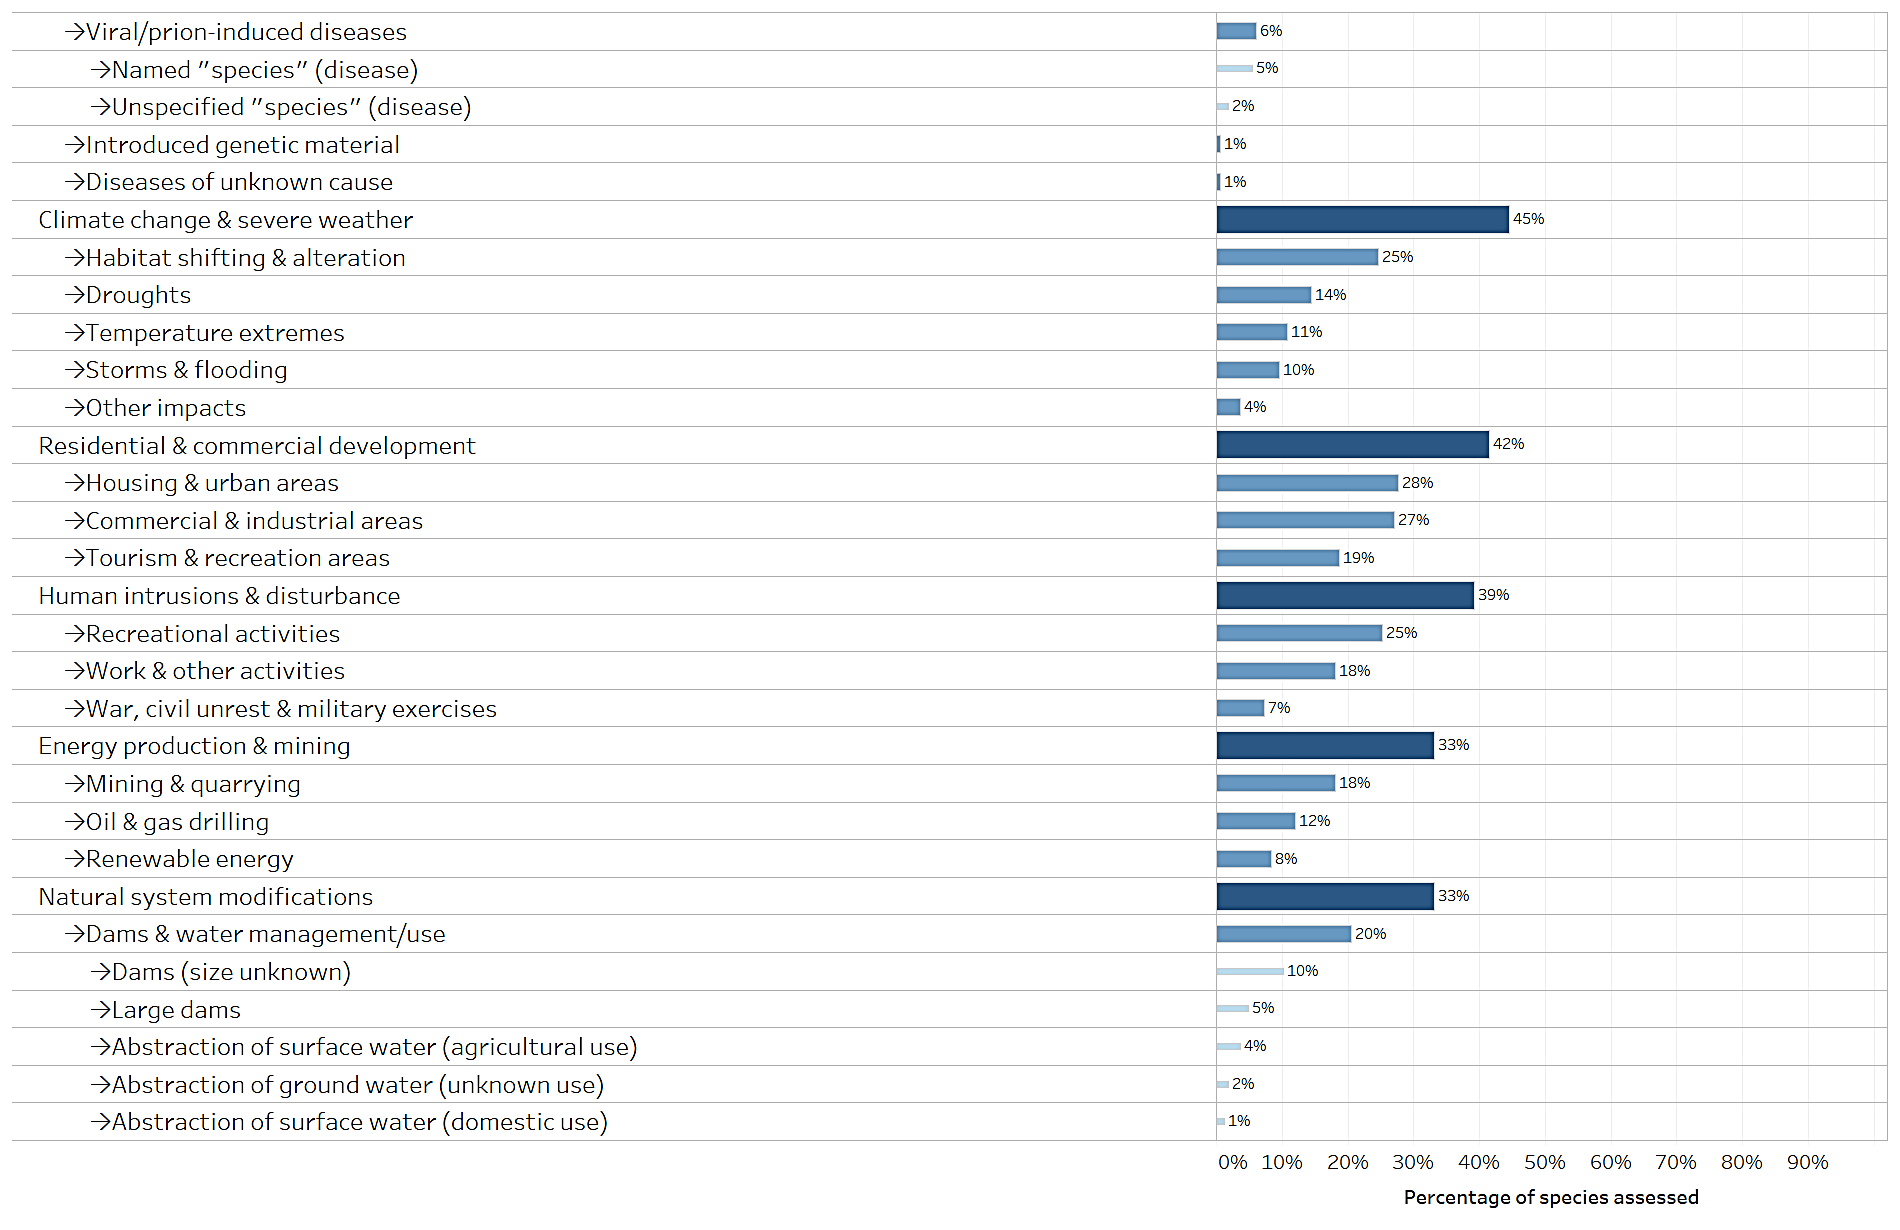 →Viral/prion-induced diseases 6%
→Named "species" (disease) 5%
→Unspecified "species" (disease) 2%
→Introduced genetic material 1%
→Diseases of unknown cause 1%
Climate change & severe weather 45%
→Habitat shifting & alteration 25%
→Droughts 14%
→Temperature extremes 11%
→Storms & flooding 10%
→Other impacts 4%
Residential & commercial development 42%
→Housing & urban areas 28%
→Commercial & industrial areas 27%
→Tourism & recreation areas 19%
Human intrusions & disturbance 39%
→Recreational activities 25%
→Work & other activities 18%
→War, civil unrest & military exercises 7%
Energy production & mining 33%
→Mining & quarrying 18%
→Oil & gas drilling 12%
→Renewable energy 8%
Natural system modifications 33%
→Dams & water management/use 20%
→Dams (size unknown) 10%
→Large dams 5%
→Abstraction of surface water (agricultural use) 4%
→Abstraction of ground water (unknown use) 2%
→Abstraction of surface water (domestic use) 1%
0% 10% 20% 30% 40% 50% 60% 70% 80% 90%
Percentage of species assessed